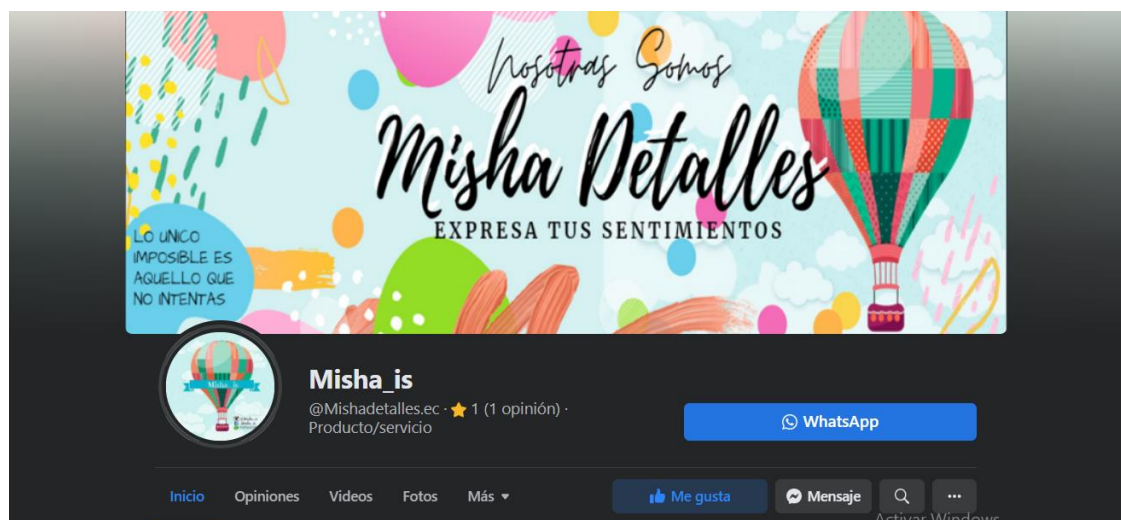 Nosotras Somos
Misha Detalles
EXPRESA TUS SENTIMIENTOS
LO UNICO
IMPOSIBLE ES
AQUELLO QUE
NO INTENTAS
Misha_is
Misha_is
@Mishadetalles.ec · 1 (1 opinión) ·
Producto/servicio
WhatsApp
Inicio Opiniones Videos Fotos Más Me gusta Mensaje
Activar Windows